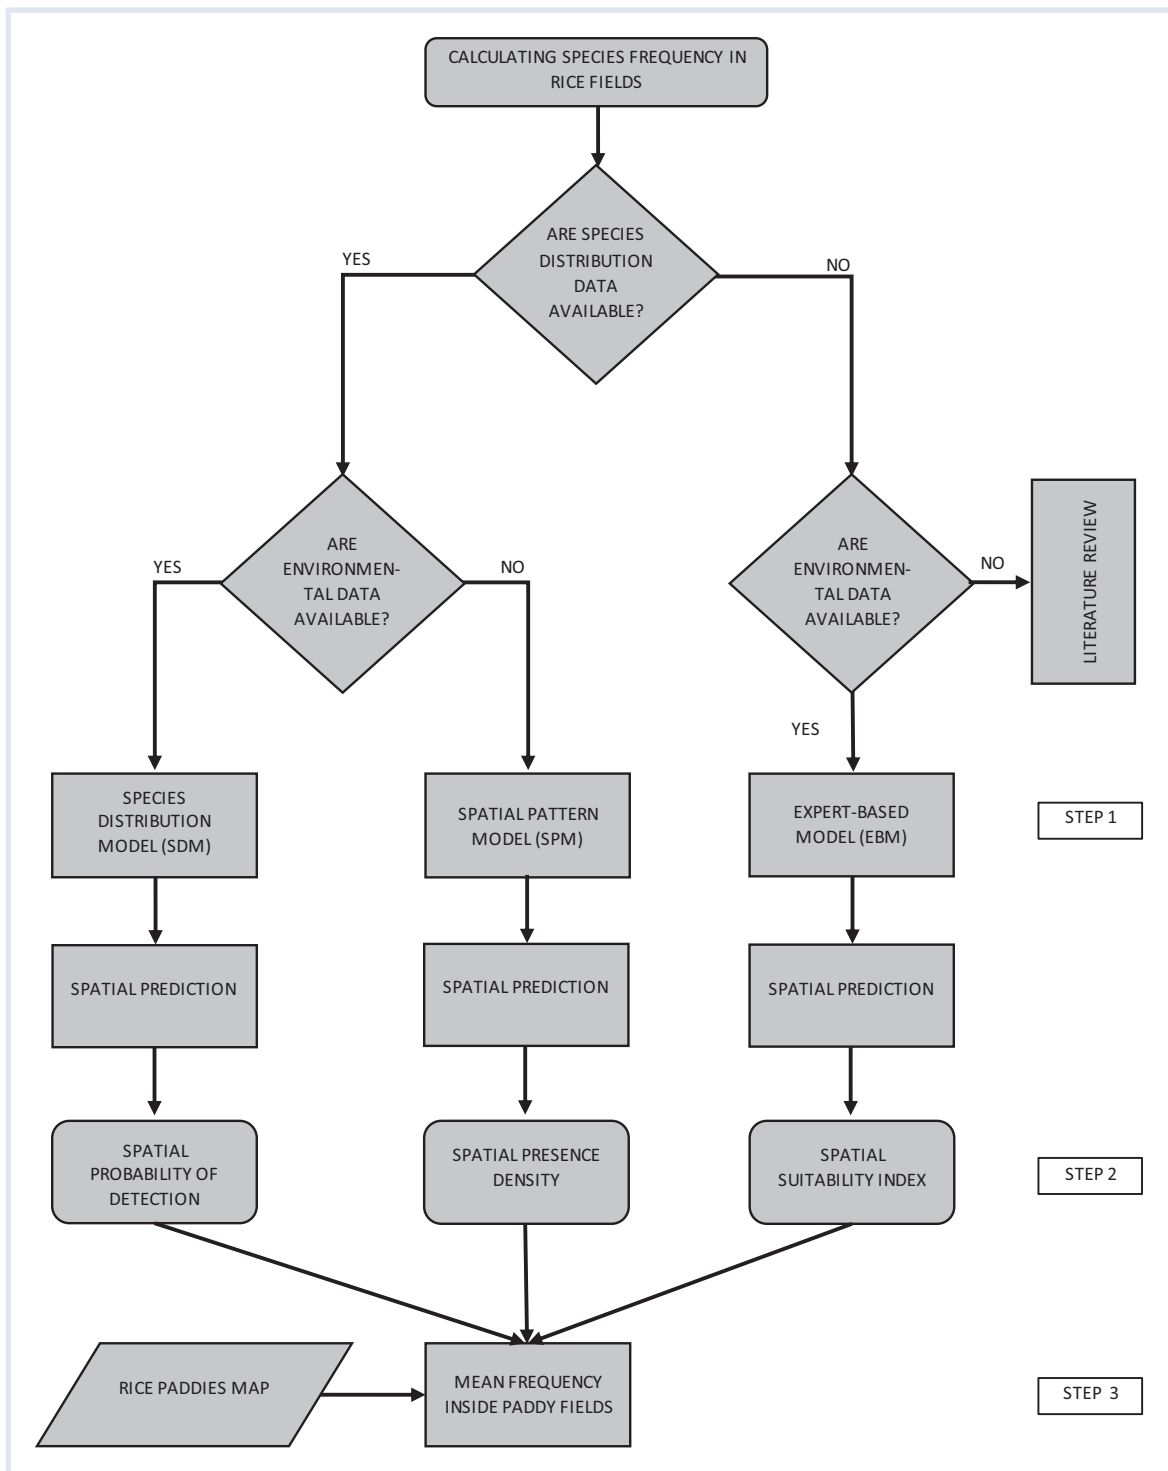 CALCULATING SPECIES FREQUENCY IN
RICE FIELDS
ARE SPECIES
DISTRIBUTION
DATA
AVAILABLE?
YES
NO
ARE
ENVIRONMEN-
TAL DATA
AVAILABLE?
YES
NO
ARE
ENVIRONMEN-
TAL DATA
AVAILABLE?
NO
LITERATURE REVIEW
YES
SPECIES
DISTRIBUTION
MODEL (SDM)
SPATIAL PATTERN
MODEL (SPM)
EXPERT-BASED
MODEL (EBM)
STEP 1
SPATIAL PREDICTION
SPATIAL PREDICTION
SPATIAL PREDICTION
SPATIAL
PROBABILITY OF
DETECTION
SPATIAL PRESENCE
DENSITY
SPATIAL
SUITABILITY INDEX
STEP 2
RICE PADDIES MAP
MEAN FREQUENCY
INSIDE PADDY FIELDS
STEP 3